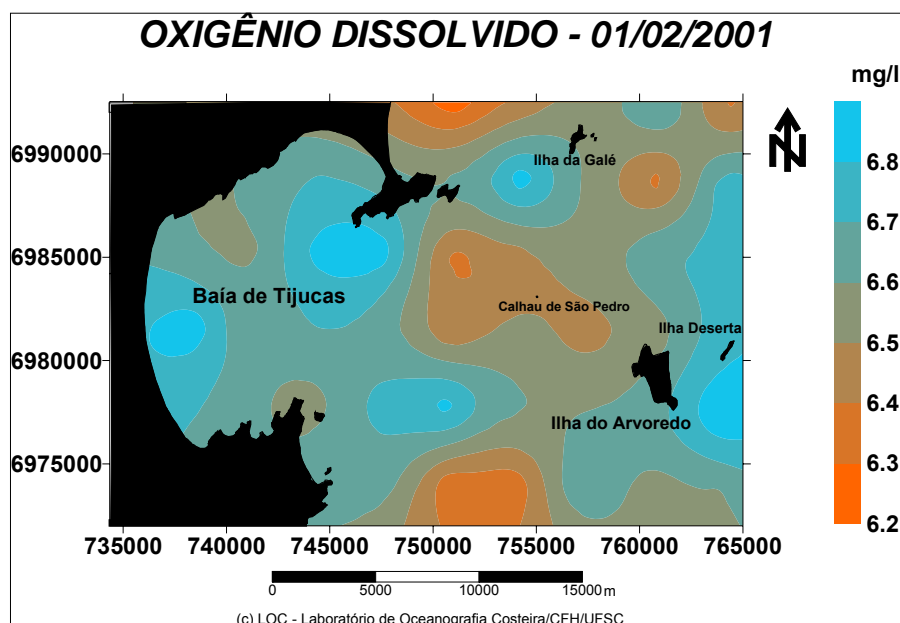 OXIGÊNIO DISSOLVIDO - 01/02/2001
mg/l
N
6990000
6985000
6980000
6975000
Ilha da Galé
Baía de Tijucas
Calhau de São Pedro
Ilha Deserta
Ilha do Arvoredo
6.8
6.7
6.6
6.5
6.4
6.3
6.2
735000 740000 745000 750000 755000 760000 765000
0 5000 10000 15000 m
(c) LOC - Laboratório de Oceanografia Costeira/CFH/UFSC